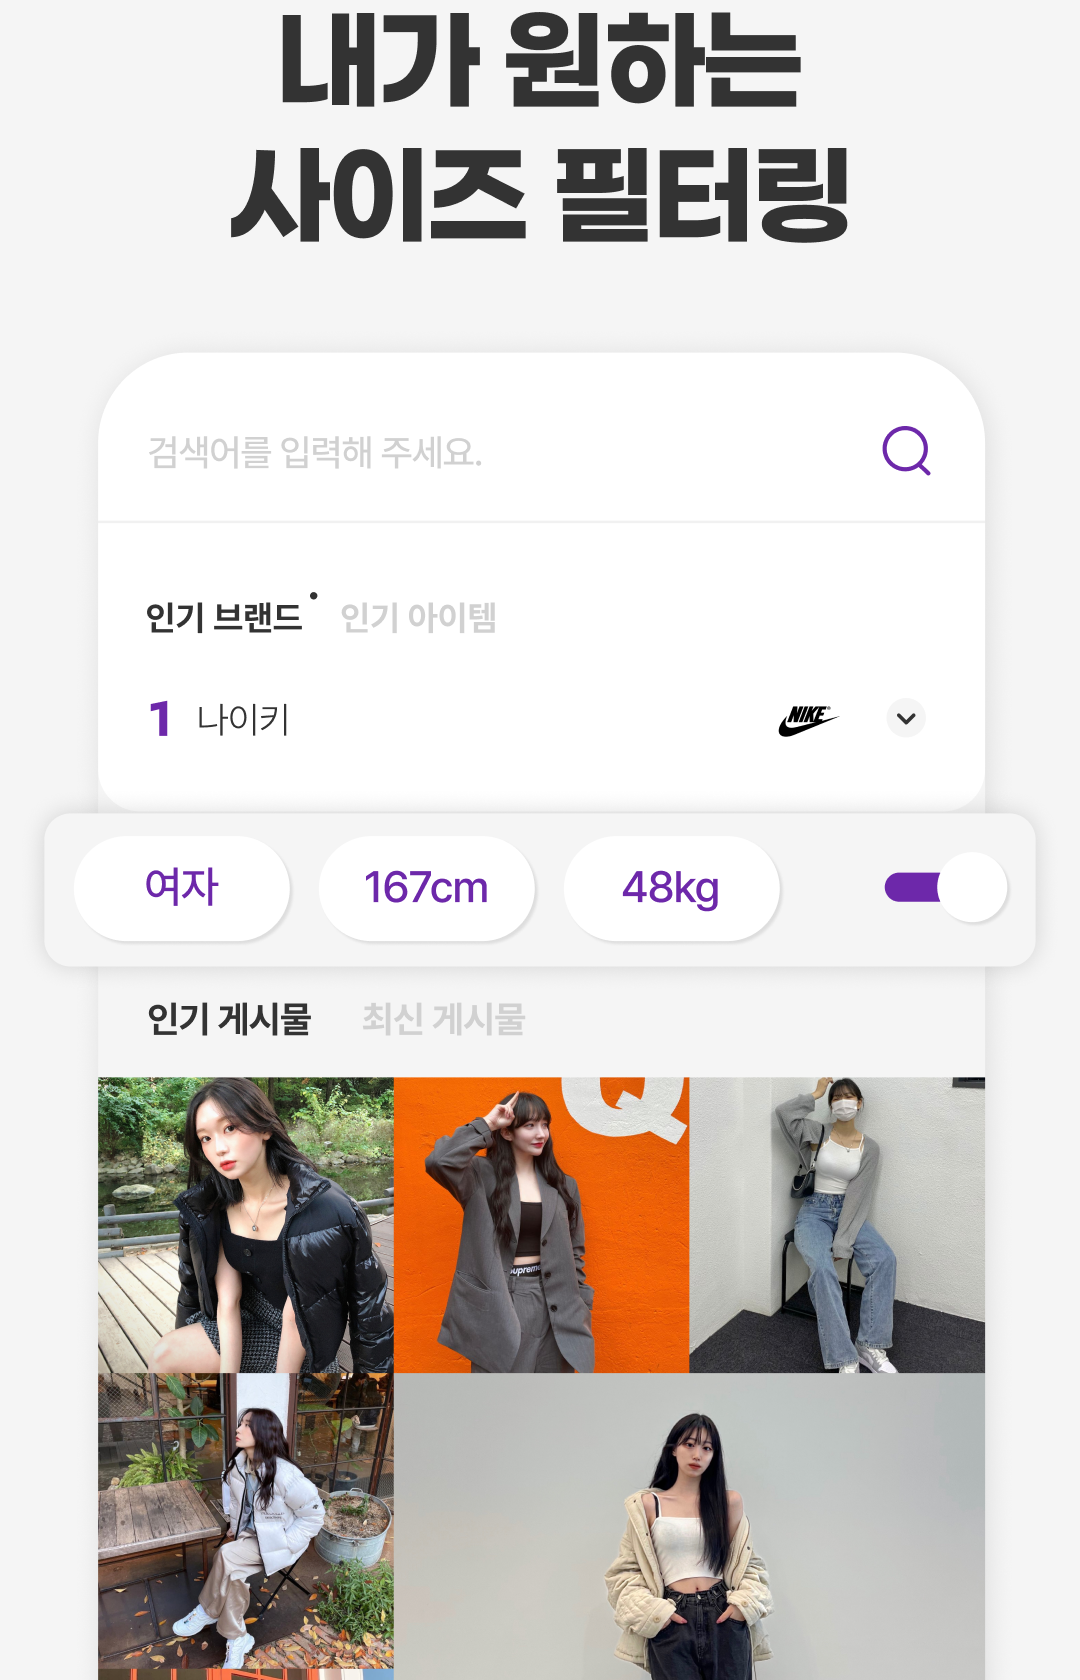 내가 원하는
사이즈 필터링
검색어를 입력해 주세요.
인기 브랜드 인기 아이템
1 나이키 NIKE
여자 167cm 48kg
인기 게시물 최신 게시물
Q
Supreme